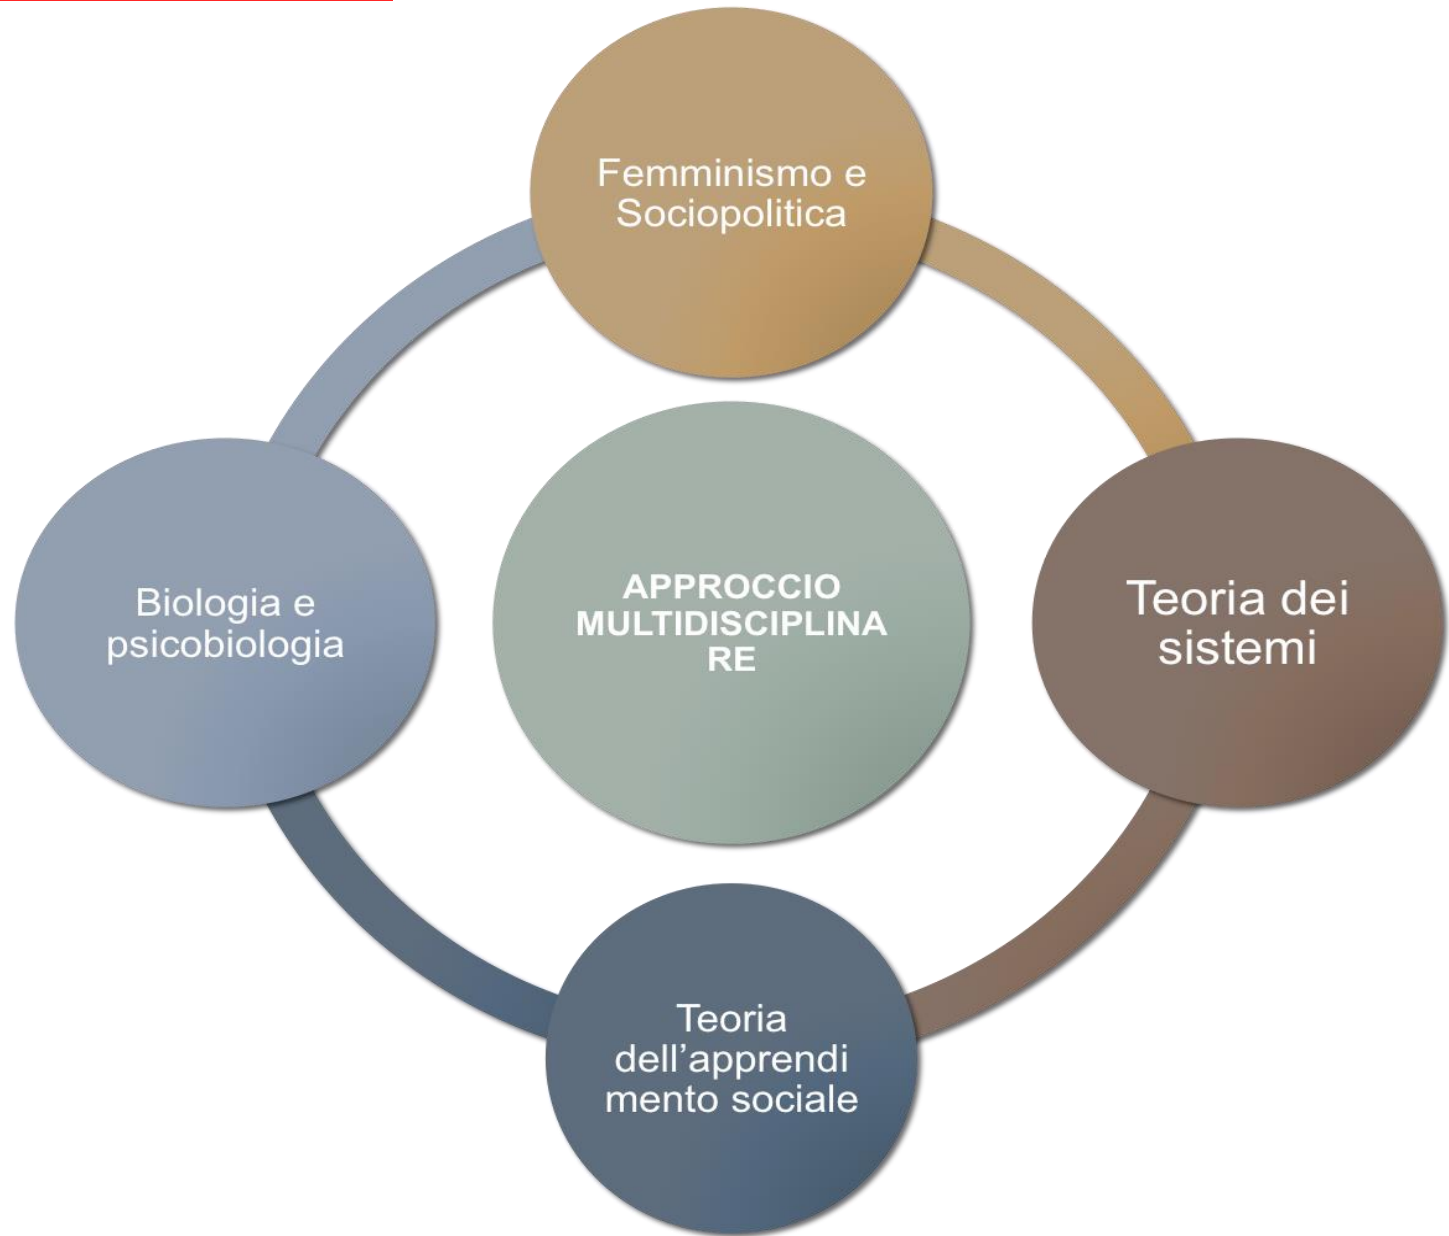 Femminismo e
Sociopolitica
Biologia e
psicobiologia
APPROCCIO
MULTIDISCIPLINA
RE
Teoria dei
sistemi
Teoria
dell’apprendi
mento sociale